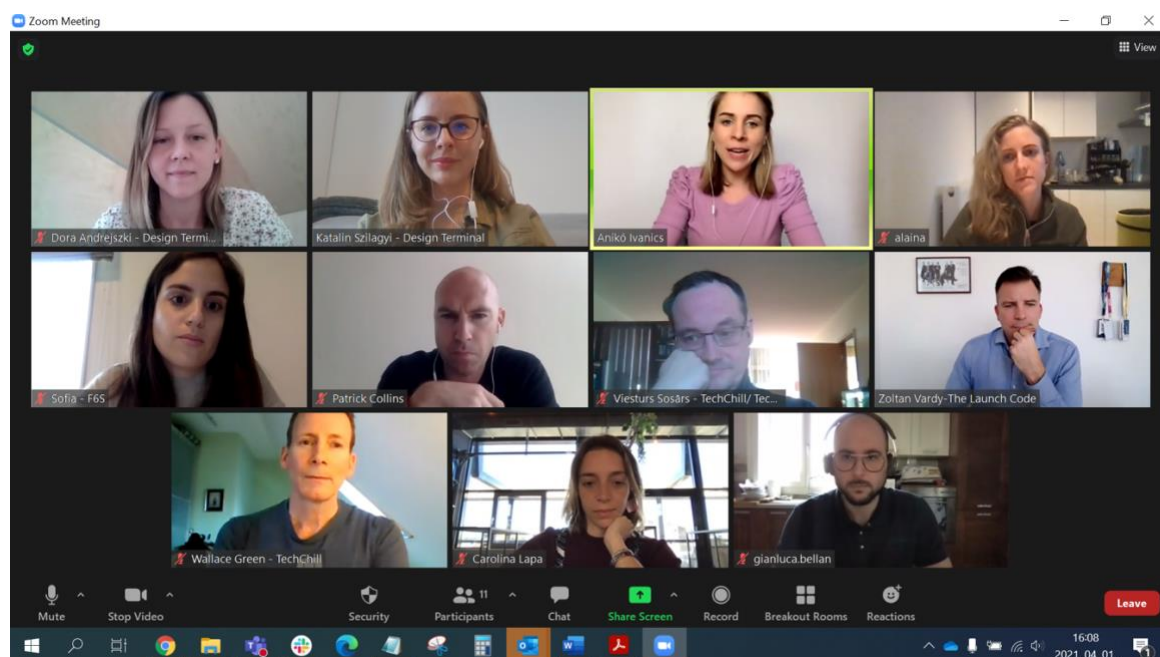 Zoom Meeting
View
Dora Andrejszki - Design Termi...
Katalin Szilagyi - Design Terminal
Anikó Ivanics
alaina
Sofia - F6S
Patrick Collins
Viesturs Sosārs - TechChill/ Tec...
Zoltan Vardy-The Launch Code
Wallace Green - TechChill
Carolina Lapa
gianluca.bellan
11
Mute
Stop Video
Security
Participants
Chat
Share Screen
Record
Breakout Rooms
Reactions
Leave
16:08
2021. 04. 01.
1